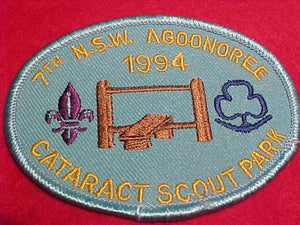 7TH N.S.W. AGOONOREE
1994
CATARACT SCOUT PARK